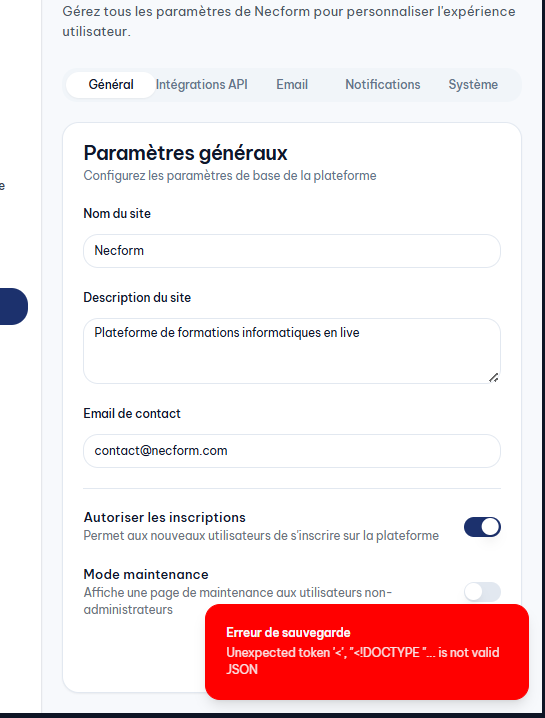 Gérez tous les paramètres de Necform pour personnaliser l'expérience
utilisateur.
Général
Intégrations API
Email
Notifications
Système
Paramètres généraux
Configurez les paramètres de base de la plateforme
e
Nom du site
Necform
Description du site
Plateforme de formations informatiques en live
Email de contact
contact@necform.com
Autoriser les inscriptions
Permet aux nouveaux utilisateurs de s'inscrire sur la plateforme
Mode maintenance
Affiche une page de maintenance aux utilisateurs non-
administrateurs
Erreur de sauvegarde
Unexpected token '<', "<!DOCTYPE "... is not valid
JSON